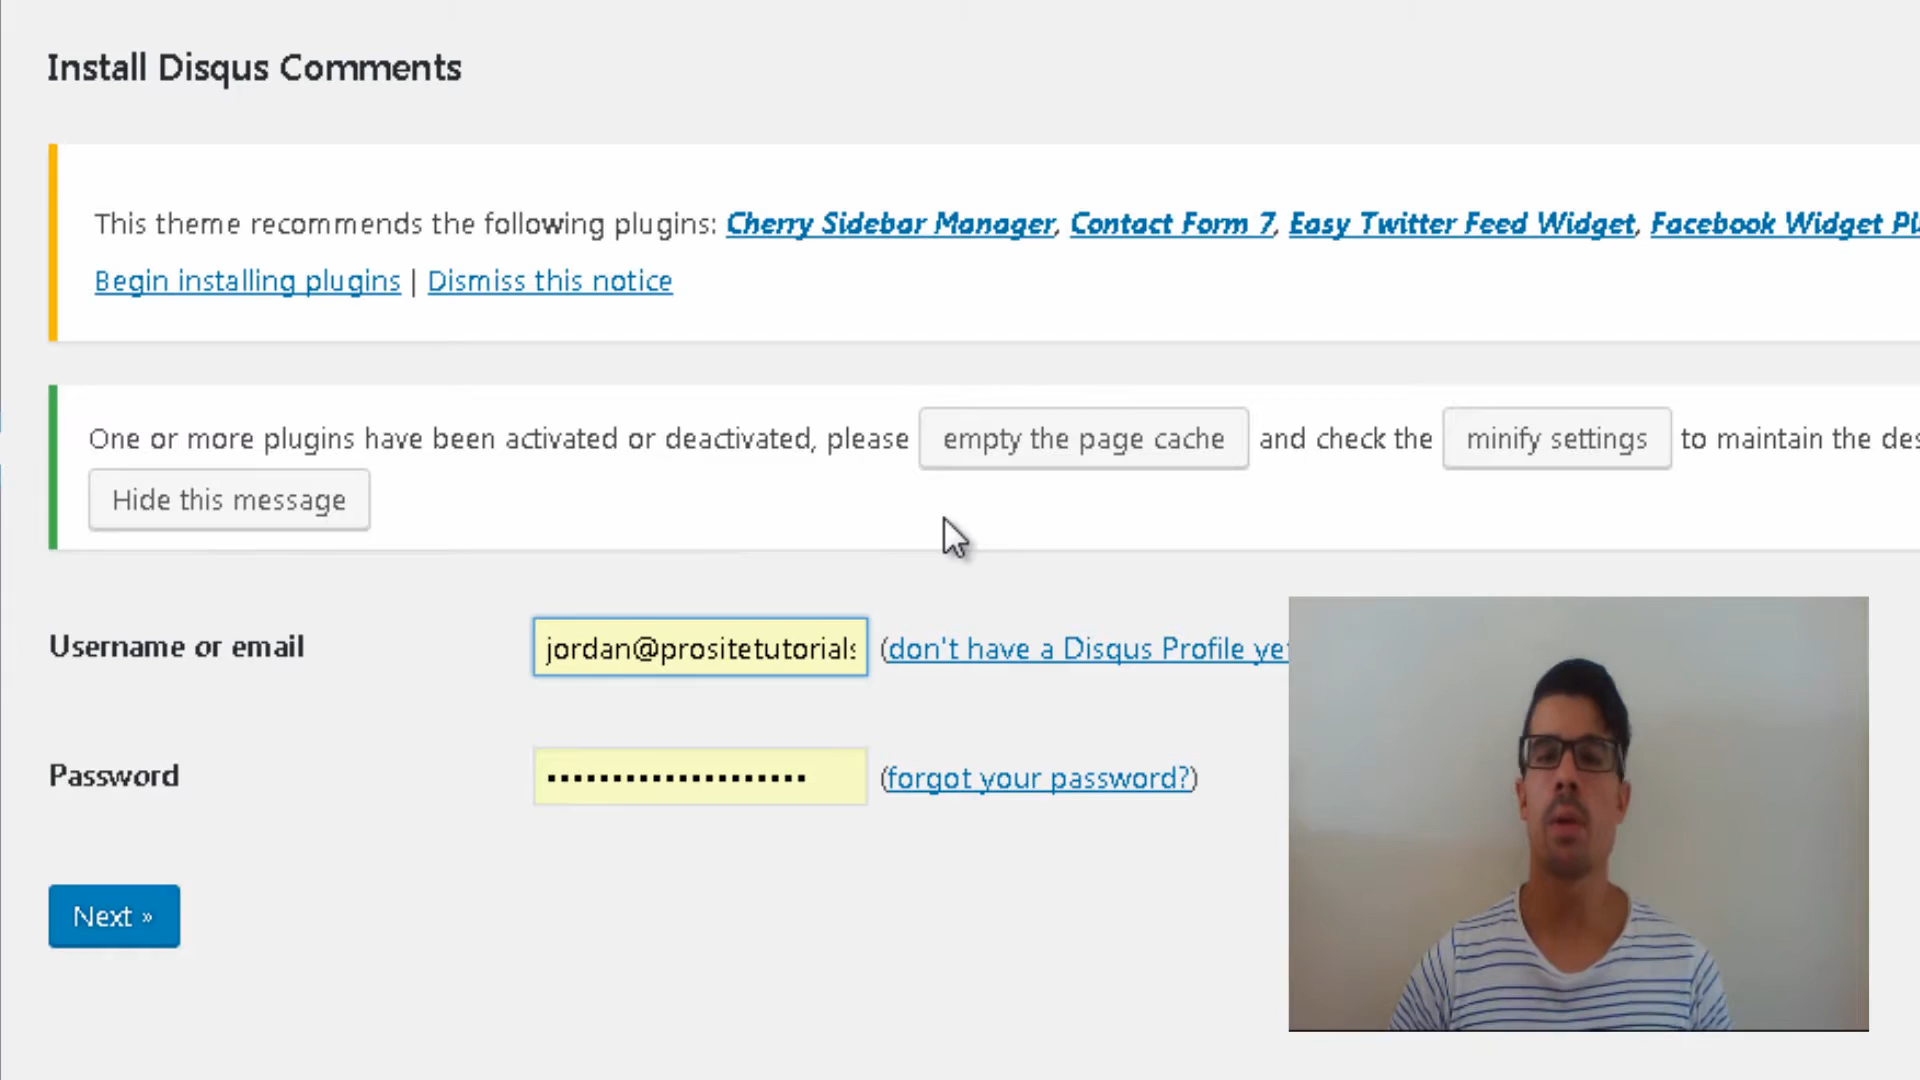 Install Disqus Comments
This theme recommends the following plugins: Cherry Sidebar Manager, Contact Form 7, Easy Twitter Feed Widget, Facebook Widget
Begin installing plugins | Dismiss this notice
One or more plugins have been activated or deactivated, please empty the page cache and check the minify settings to maintain the
Hide this message
Username or email jordan@prositetutorials (don't have a Disqus Profile
Password •••••••••••••••••••• (forgot your password?)
Next »